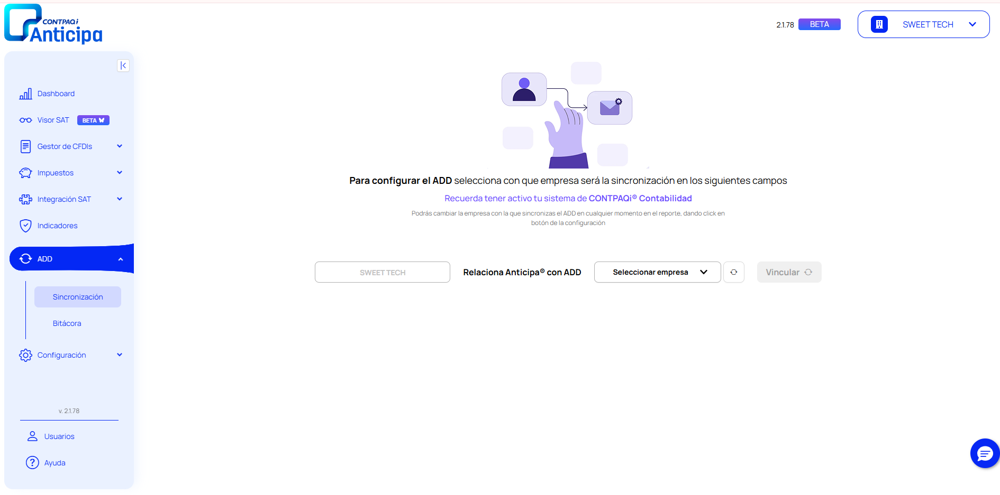 CONTPAQi
Anticipa
2.1.78 BETA
SWEET TECH
Dashboard
Visor SAT BETA
Gestor de CFDIs
Impuestos
Integración SAT
Indicadores
ADD
Sincronización
Bitácora
Configuración
v. 2.1.78
Usuarios
Ayuda
Para configurar el ADD selecciona con que empresa será la sincronización en los siguientes campos
Recuerda tener activo tu sistema de CONTPAQi® Contabilidad
Podrás cambiar la empresa con la que sincronizas el ADD en cualquier momento en el reporte, dando click en
botón de la configuración
SWEET TECH Relaciona Anticipa® con ADD Seleccionar empresa Vincular